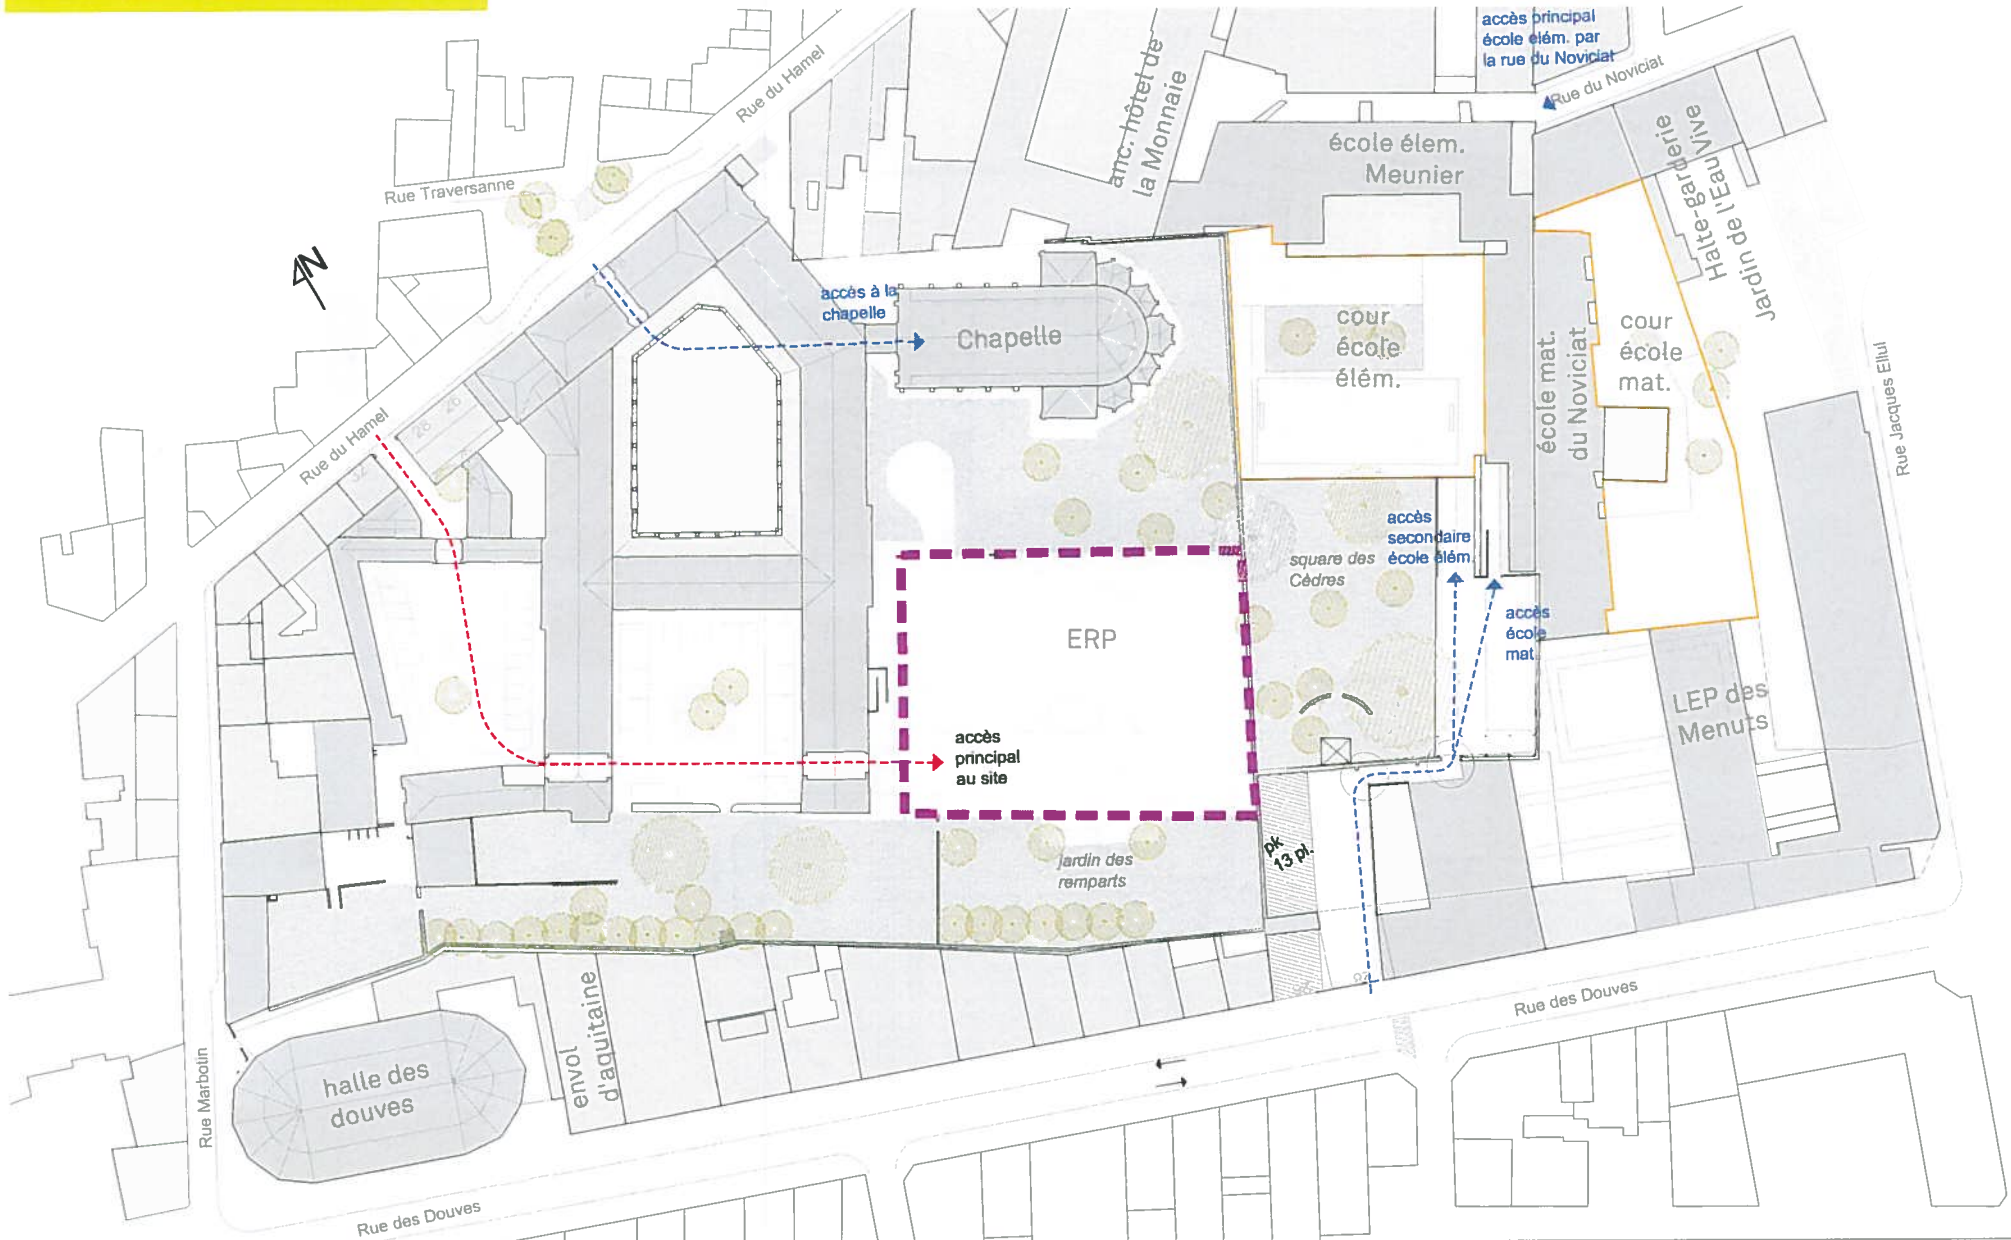 accès principal
école élém. par
la rue du Noviciat
Rue du Noviciat
Rue du Hamel
anc. hôtel de
la Monnaie
école élem.
Meunier
Halte-garderie
Jardin de l'Eau Vive
Rue Traversanne
N
accès à la
chapelle
Chapelle
cour
école
élém.
école mat.
du Noviciat
cour
école
mat.
Rue Jacques Ellul
26
28
32
Rue du Hamel
accès
secondaire
école élém.
square des
Cèdres
accès
école
mat.
ERP
LEP des
Menuts
accès
principal
au site
pk
13 pl.
jardin des
remparts
envol
d'aquitaine
halle des
douves
Rue Marbotin
Rue des Douves
Rue des Douves